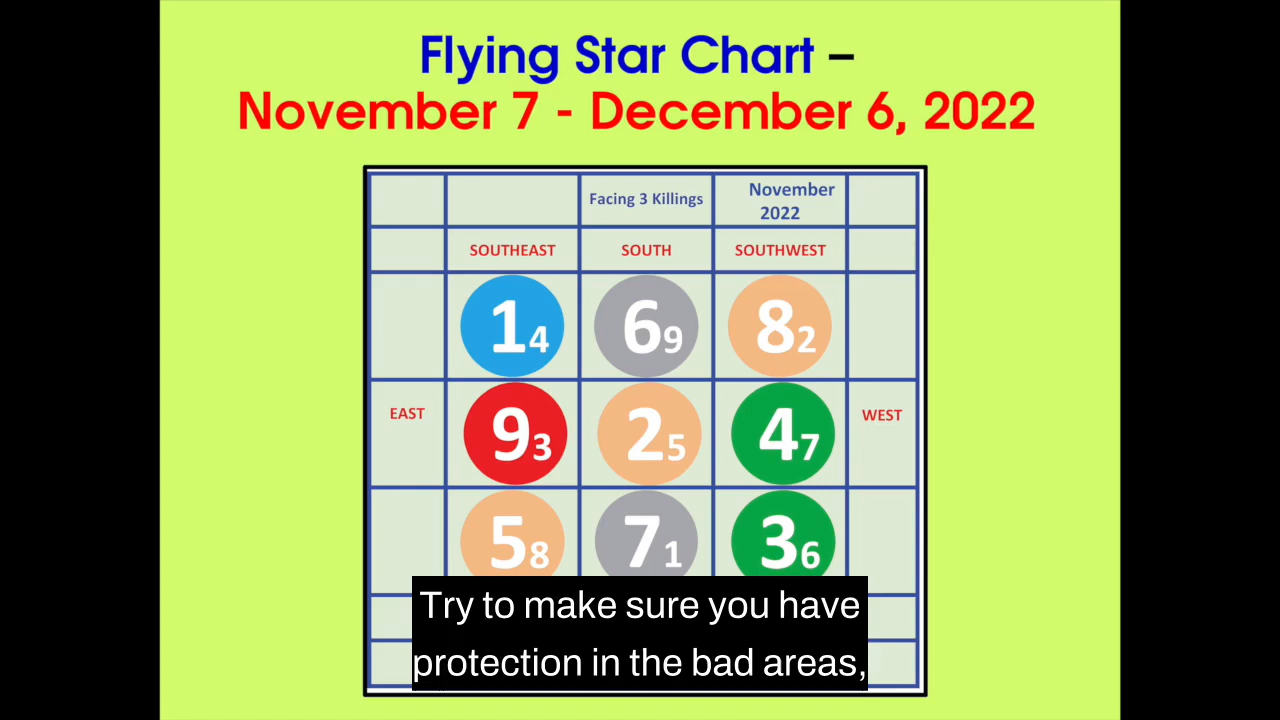 Flying Star Chart –
November 7 - December 6, 2022
Facing 3 Killings
November
2022
SOUTHEAST
SOUTH
SOUTHWEST
14
69
82
EAST
93
25
47
WEST
58
71
36
Try to make sure you have
protection in the bad areas,